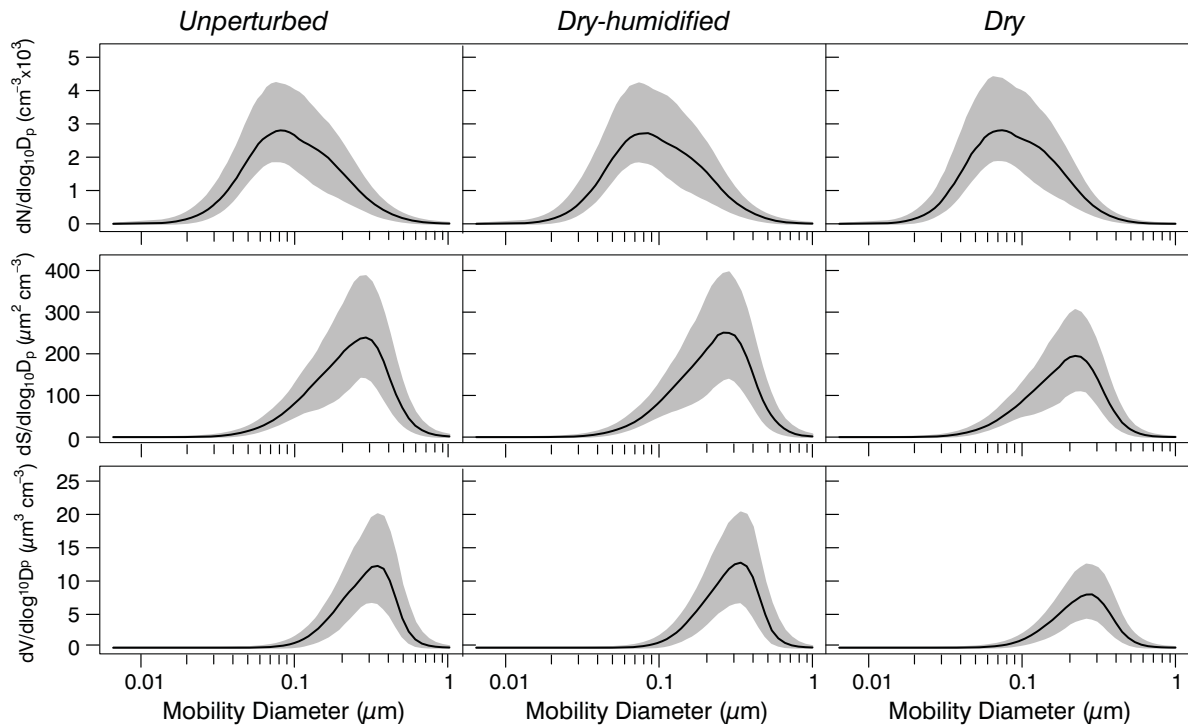 Unperturbed Dry-humidified Dry
dN/dlog₁₀Dₚ (cm⁻³x10³)
5
4
3
2
1
0
dS/dlog₁₀Dₚ (µm² cm⁻³)
400
300
200
100
0
dV/dlog¹⁰Dᵖ (µm³ cm⁻³)
25
20
15
10
5
0
0.01 0.1 1 0.01 0.1 1 0.01 0.1 1
Mobility Diameter (µm) Mobility Diameter (µm) Mobility Diameter (µm)